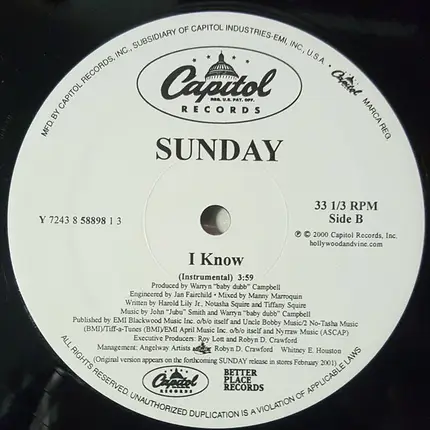 MFD. BY CAPITOL RECORDS, INC., SUBSIDIARY OF CAPITOL INDUSTRIES-EMI, INC., U.S.A. • Capitol MARCA REG.
Capitol
REG. U.S. PAT. OFF.
RECORDS
SUNDAY
Y 7243 8 58898 1 3
33 1/3 RPM
Side B
℗ © 2000 Capitol Records, Inc.
hollywoodandvine.com
I Know
(Instrumental) 3:59
Produced by Warryn "baby dubb" Campbell
Engineered by Jan Fairchild • Mixed by Manny Marroquin
Written by Harold Lily Jr., Notasha Squire and Tiffany Squire
Music by John "Jubu" Smith and Warryn "baby dubb" Campbell
Published by EMI Blackwood Music Inc. o/b/o itself and Uncle Bobby Music/2 No-Tasha Music
(BMI)/Tiff-a-Tunes (BMI)/EMI April Music Inc. o/b/o itself and Nyrraw Music (ASCAP)
Executive Producers: Roy Lott and Robyn D. Crawford
Management: Angelway Artists Robyn D. Crawford Whitney E. Houston
(Original version appears on the forthcoming SUNDAY release in stores February 2001)
Capitol
RECORDS
BETTER
PLACE
RECORDS
ALL RIGHTS RESERVED. UNAUTHORIZED DUPLICATION IS A VIOLATION OF APPLICABLE LAWS